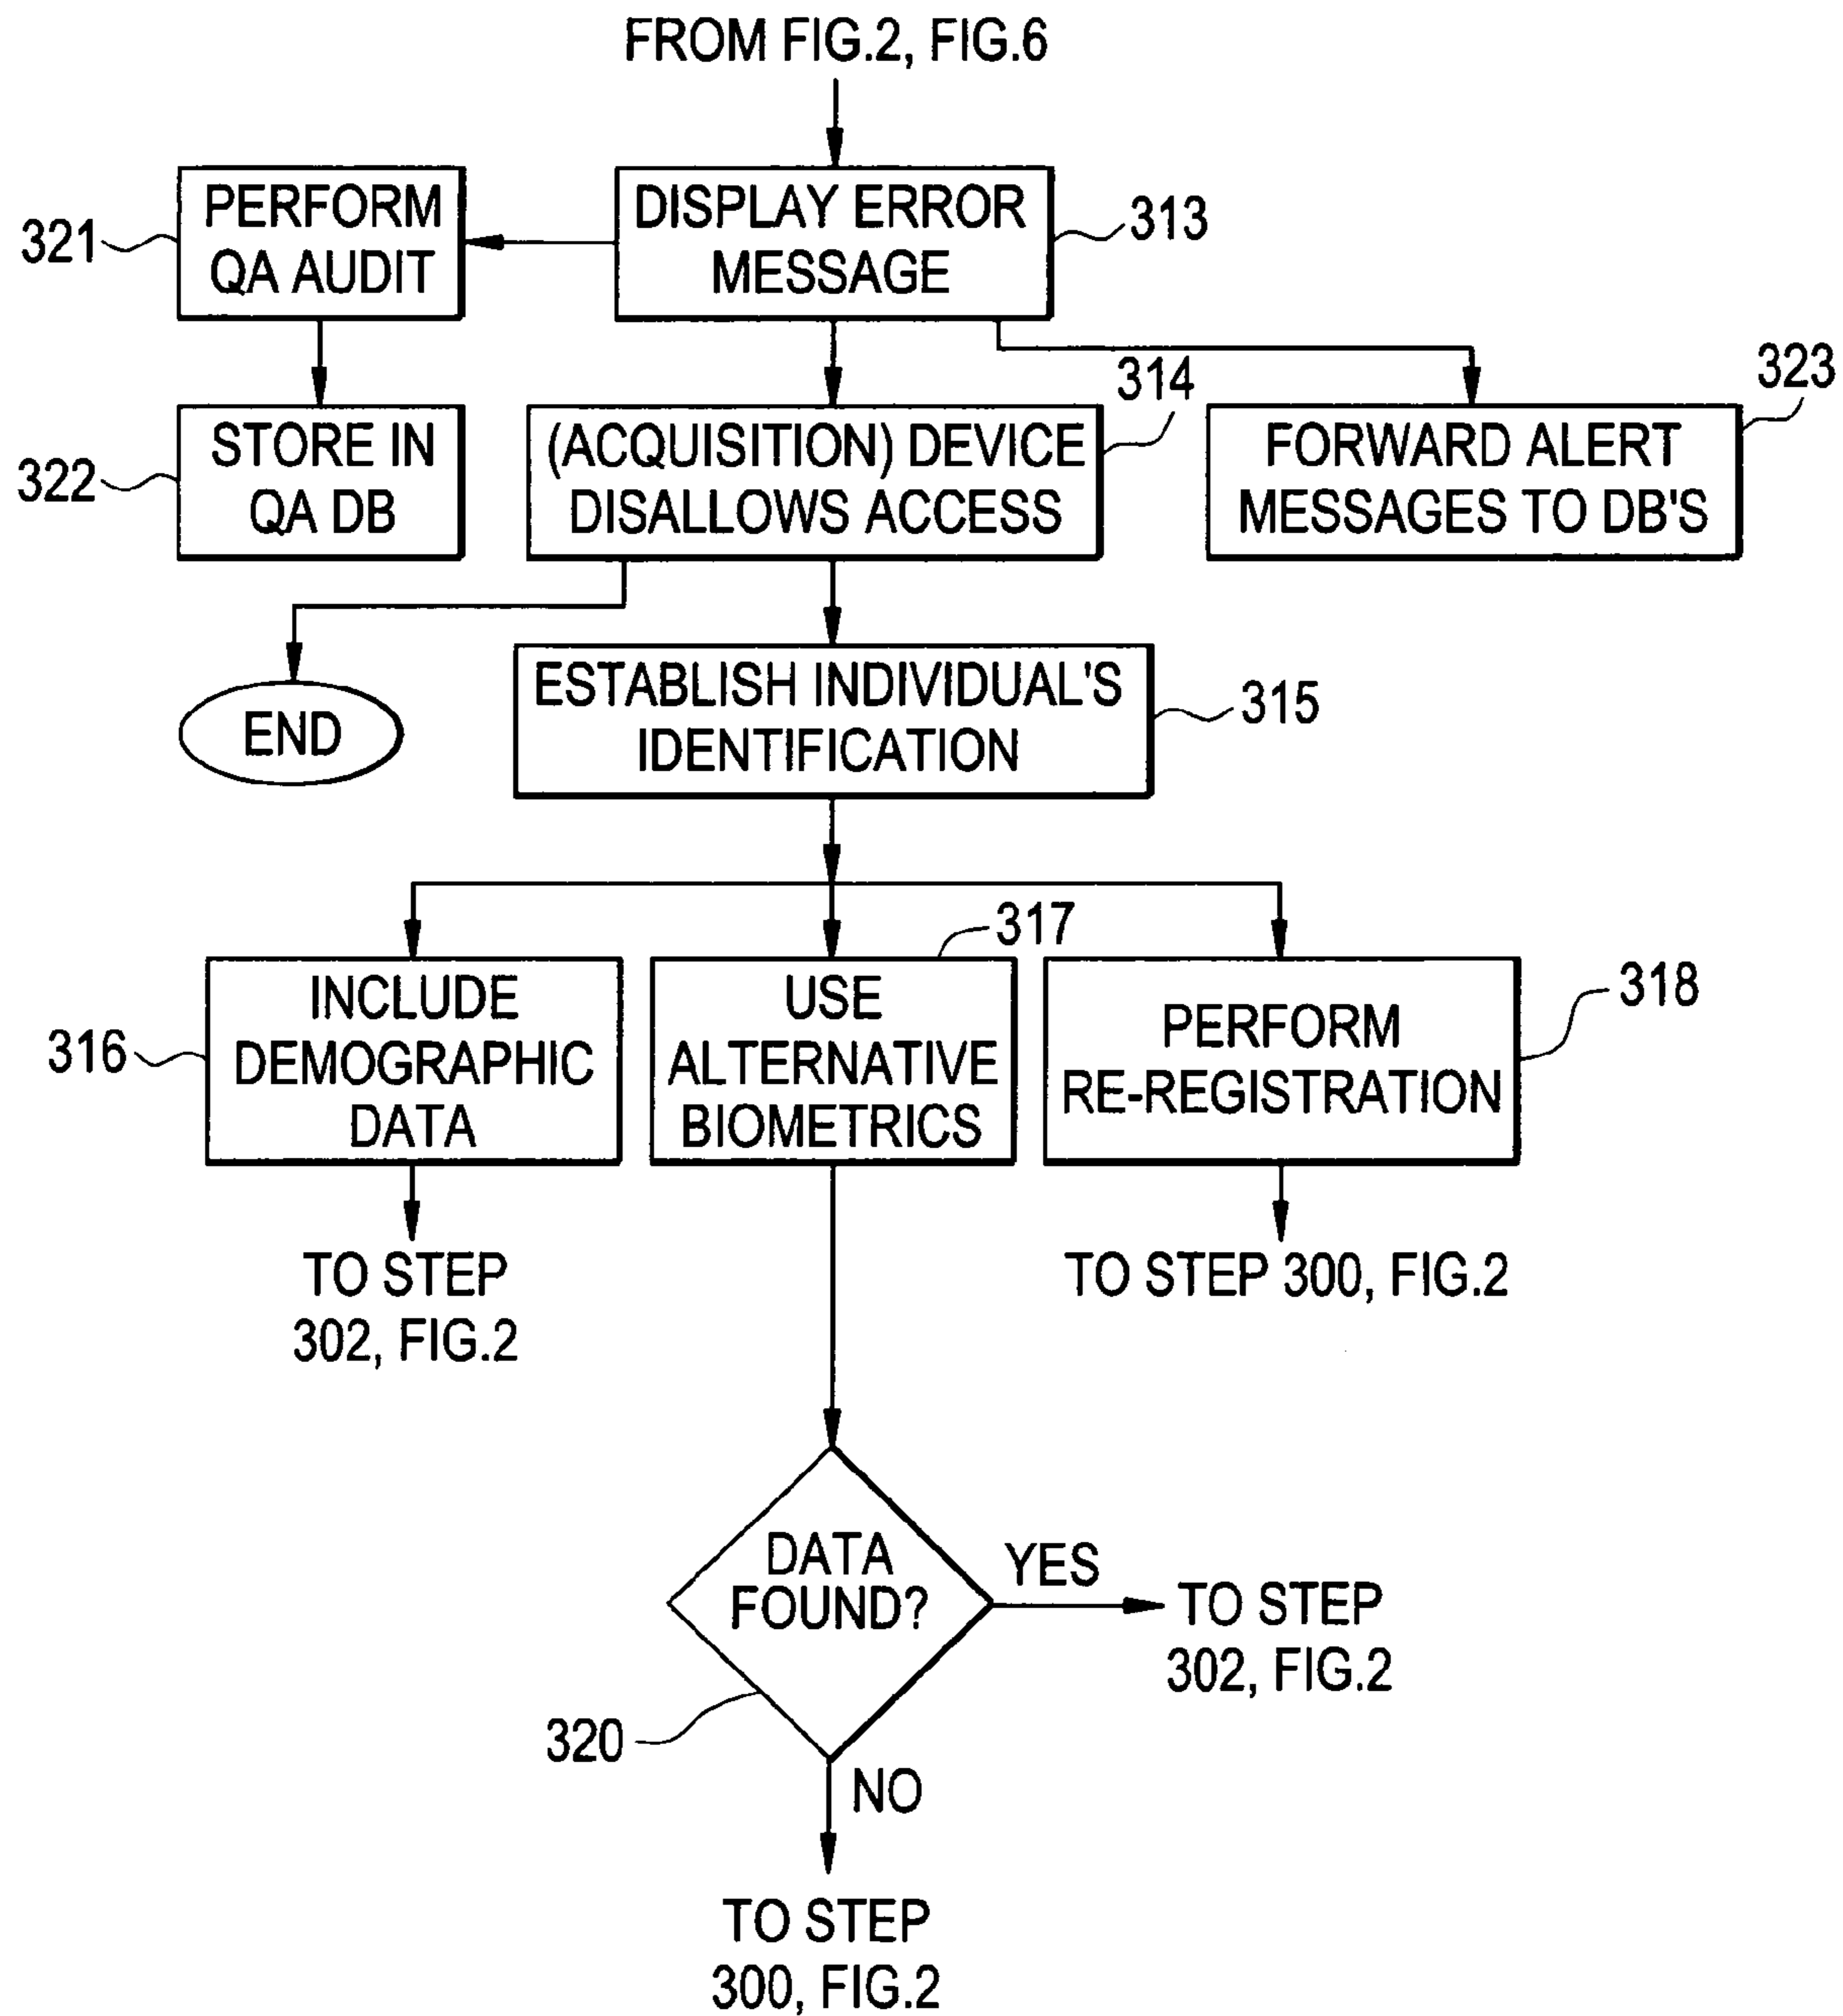 FROM FIG.2, FIG.6
PERFORM
QA AUDIT
321
DISPLAY ERROR
MESSAGE
313
STORE IN
QA DB
322
(ACQUISITION) DEVICE
DISALLOWS ACCESS
314
FORWARD ALERT
MESSAGES TO DB'S
323
END
ESTABLISH INDIVIDUAL'S
IDENTIFICATION
315
INCLUDE
DEMOGRAPHIC
DATA
316
USE
ALTERNATIVE
BIOMETRICS
317
PERFORM
RE-REGISTRATION
318
TO STEP
302, FIG.2
TO STEP 300, FIG.2
DATA
FOUND?
320
YES
TO STEP
302, FIG.2
NO
TO STEP
300, FIG.2